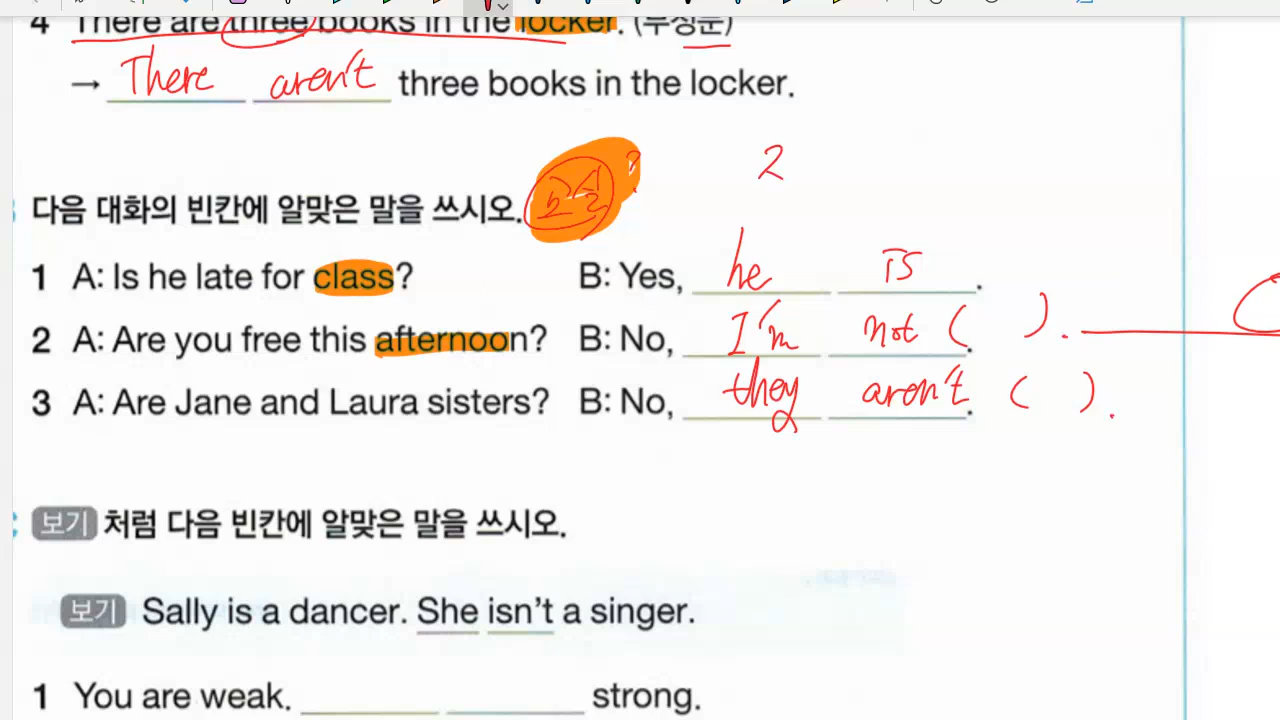 4 There are three books in the locker. (부정문)
→ There aren't three books in the locker.
2
다음 대화의 빈칸에 알맞은 말을 쓰시오. 교실?
1 A: Is he late for class? B: Yes, he is.
2 A: Are you free this afternoon? B: No, I'm not ( ).
3 A: Are Jane and Laura sisters? B: No, they aren't. ( ).
보기 처럼 다음 빈칸에 알맞은 말을 쓰시오.
보기 Sally is a dancer. She isn't a singer.
1 You are weak. strong.